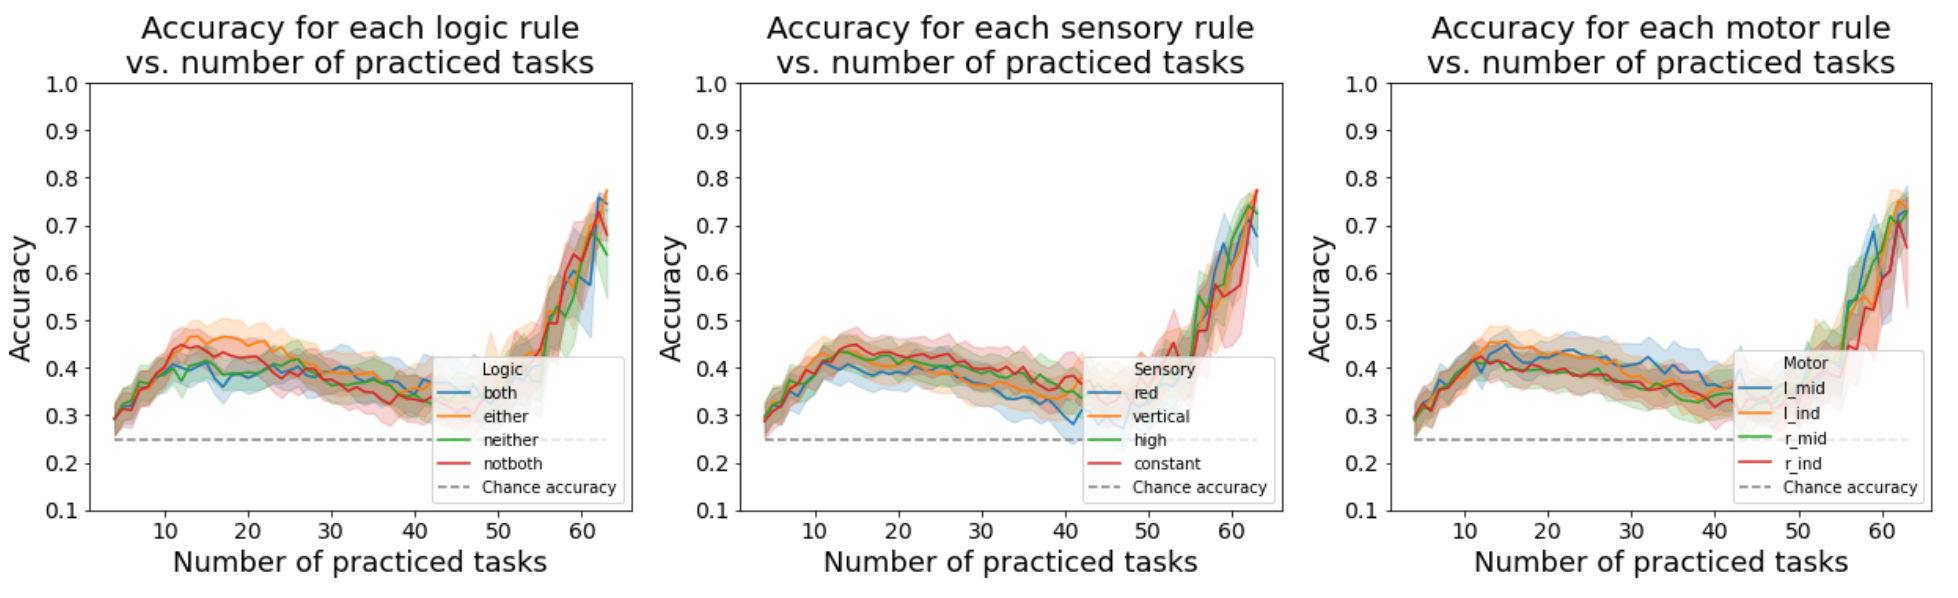 Accuracy for each logic rule
vs. number of practiced tasks
1.0
0.9
0.8
0.7
0.6
0.5
0.4
0.3
0.2
0.1
Accuracy
10
20
30
40
50
60
Number of practiced tasks
Logic
both
either
neither
notboth
Chance accuracy
Accuracy for each sensory rule
vs. number of practiced tasks
1.0
0.9
0.8
0.7
0.6
0.5
0.4
0.3
0.2
0.1
Accuracy
10
20
30
40
50
60
Number of practiced tasks
Sensory
red
vertical
high
constant
Chance accuracy
Accuracy for each motor rule
vs. number of practiced tasks
1.0
0.9
0.8
0.7
0.6
0.5
0.4
0.3
0.2
0.1
Accuracy
10
20
30
40
50
60
Number of practiced tasks
Motor
l_mid
l_ind
r_mid
r_ind
Chance accuracy